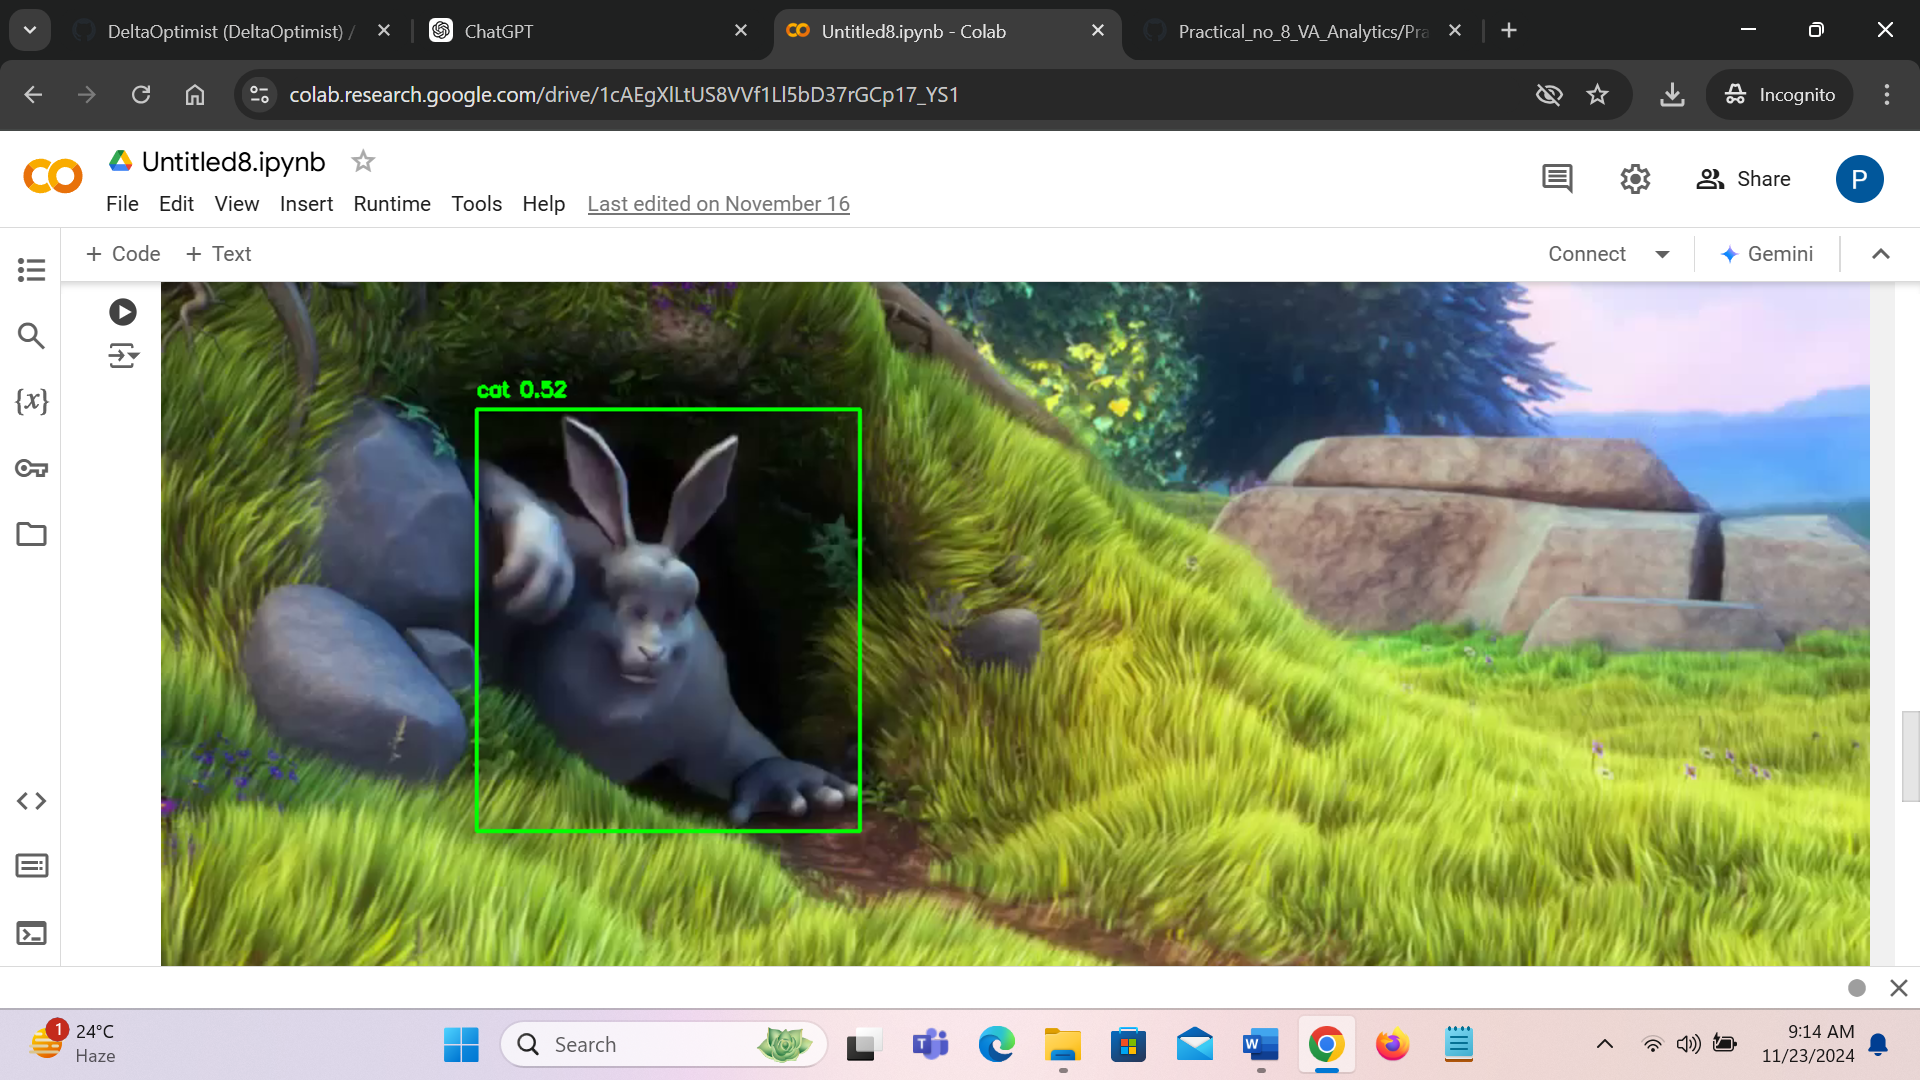 DeltaOptimist (DeltaOptimist) /
ChatGPT
Untitled8.ipynb - Colab
Practical_no_8_VA_Analytics/Pra
colab.research.google.com/drive/1cAEgXlLtUS8VVf1Ll5bD37rGCp17_YS1
Incognito
Untitled8.ipynb
File Edit View Insert Runtime Tools Help Last edited on November 16
Share
P
+ Code + Text
Connect
Gemini
{x}
cat 0.52
1
24°C
Haze
Search
T
W
9:14 AM
11/23/2024